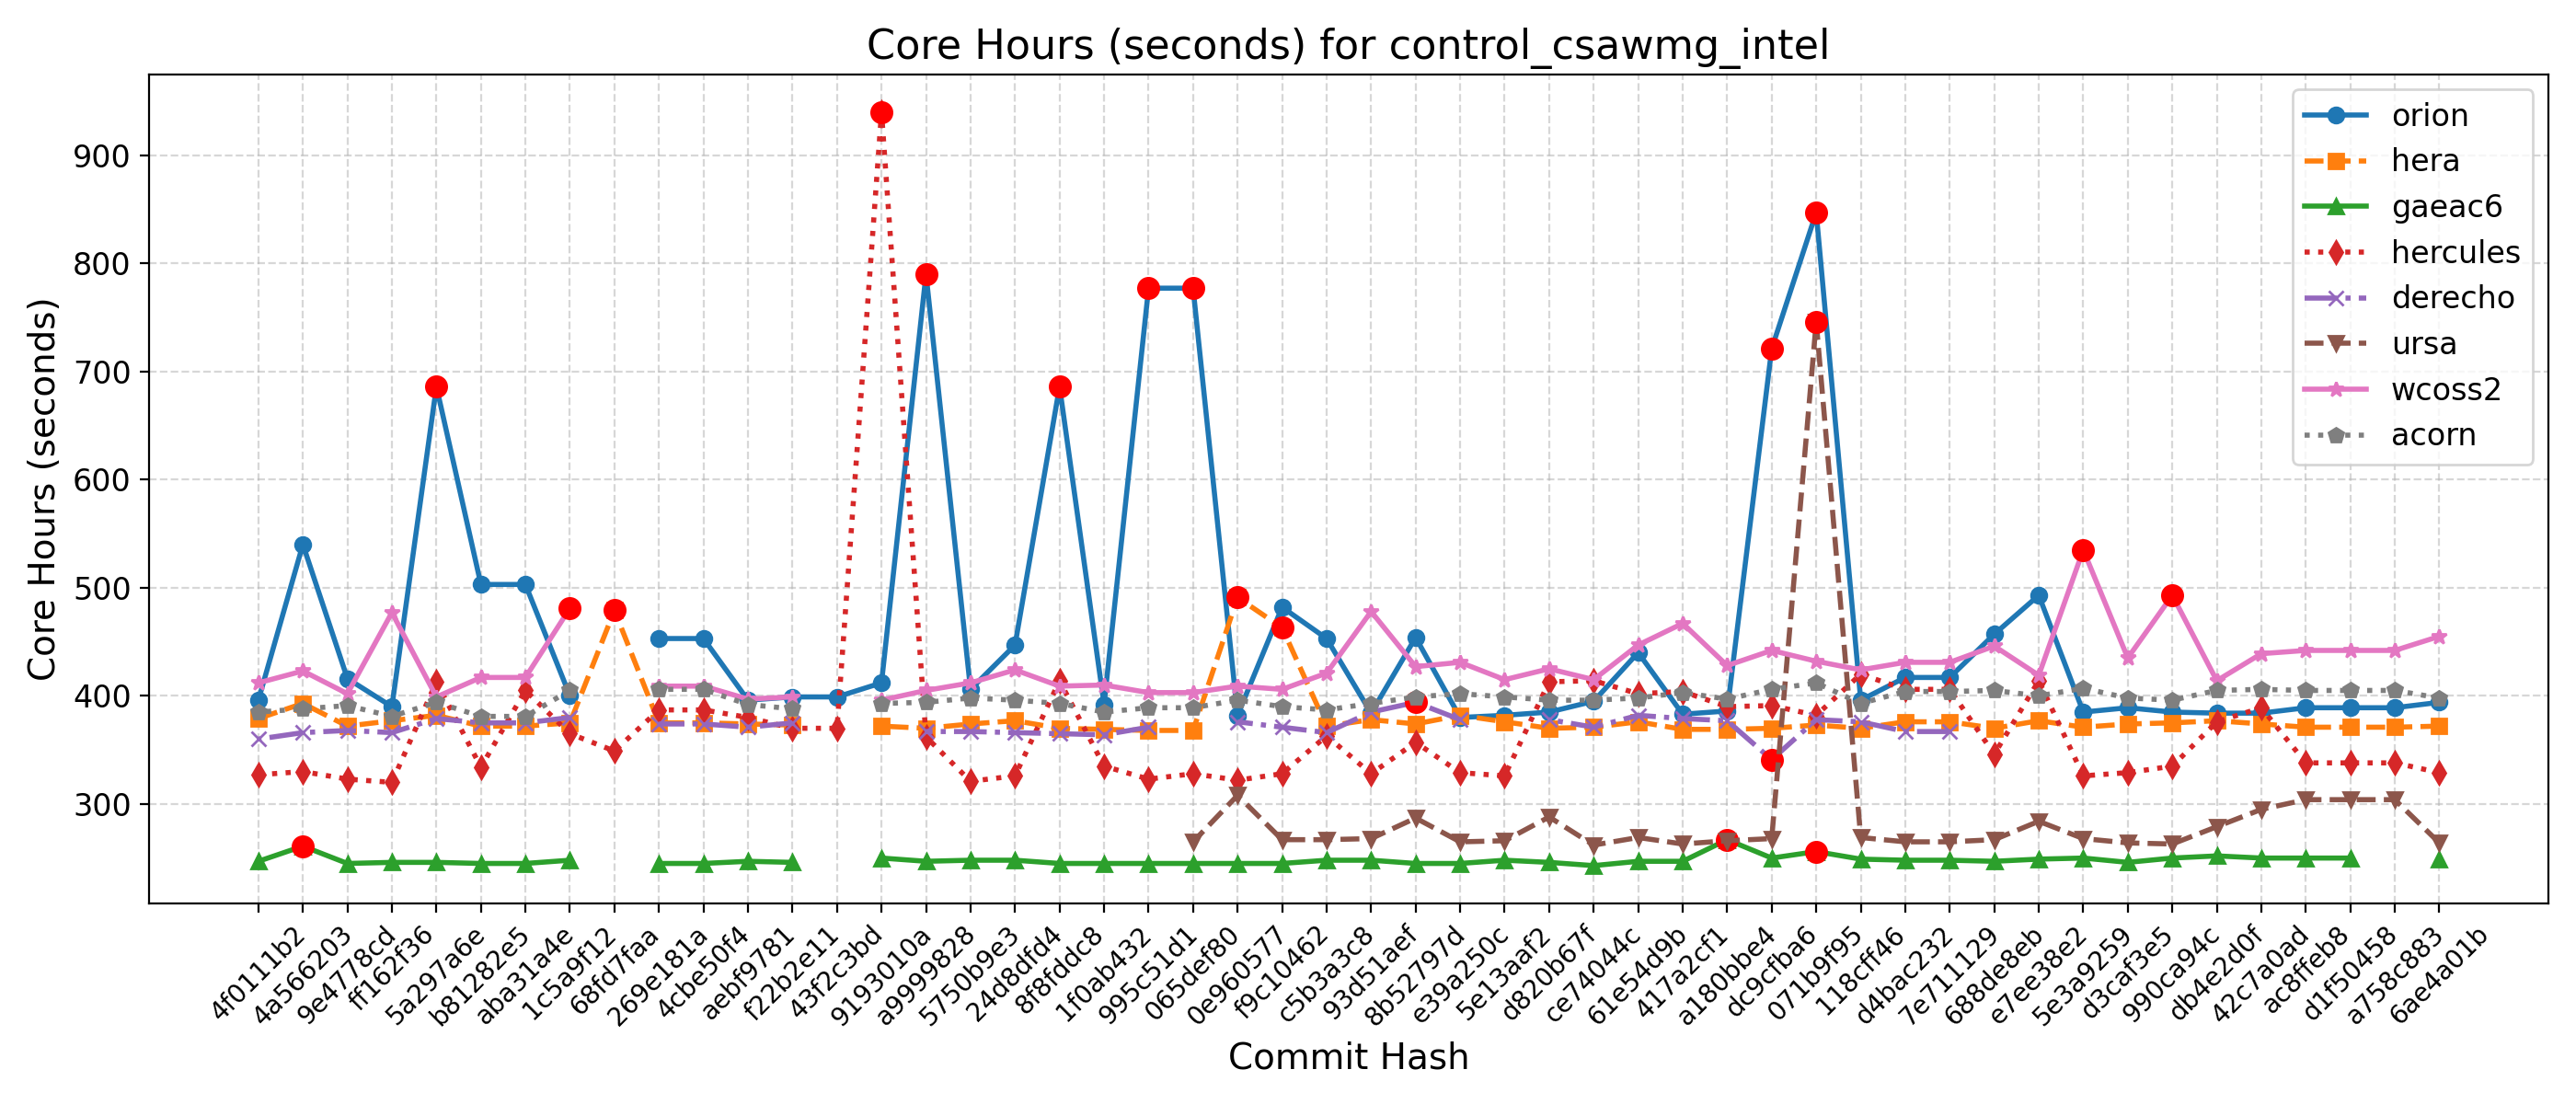 Core Hours (seconds) for control_csawmg_intel
Core Hours (seconds)
900
800
700
600
500
400
300
orion
hera
gaeac6
hercules
derecho
ursa
wcoss2
acorn
4f0111b2
4a566203
9e4778cd
ff162f36
5a297a6e
b81282e5
aba31a4e
1c5a9f12
68fd7faa
269e181a
4cbe50f4
aebf9781
f22b2e11
43f2c3bd
9193010a
a9999828
5750b9e3
24d8dfd4
8f8fddc8
1f0ab432
995c51d1
065def80
0e960577
f9c10462
c5b3a3c8
93d51aef
8b52797d
e39a250c
5e13aaf2
d820b67f
ce74044c
61e54d9b
417a2cf1
a180bbe4
dc9cfba6
071b9f95
118cff46
d4bac232
7e711129
688de8eb
e7ee38e2
5e3a9259
d3caf3e5
990ca94c
db4e2d0f
42c7a0ad
ac8ffeb8
d1f50458
a758c883
6ae4a01b
Commit Hash